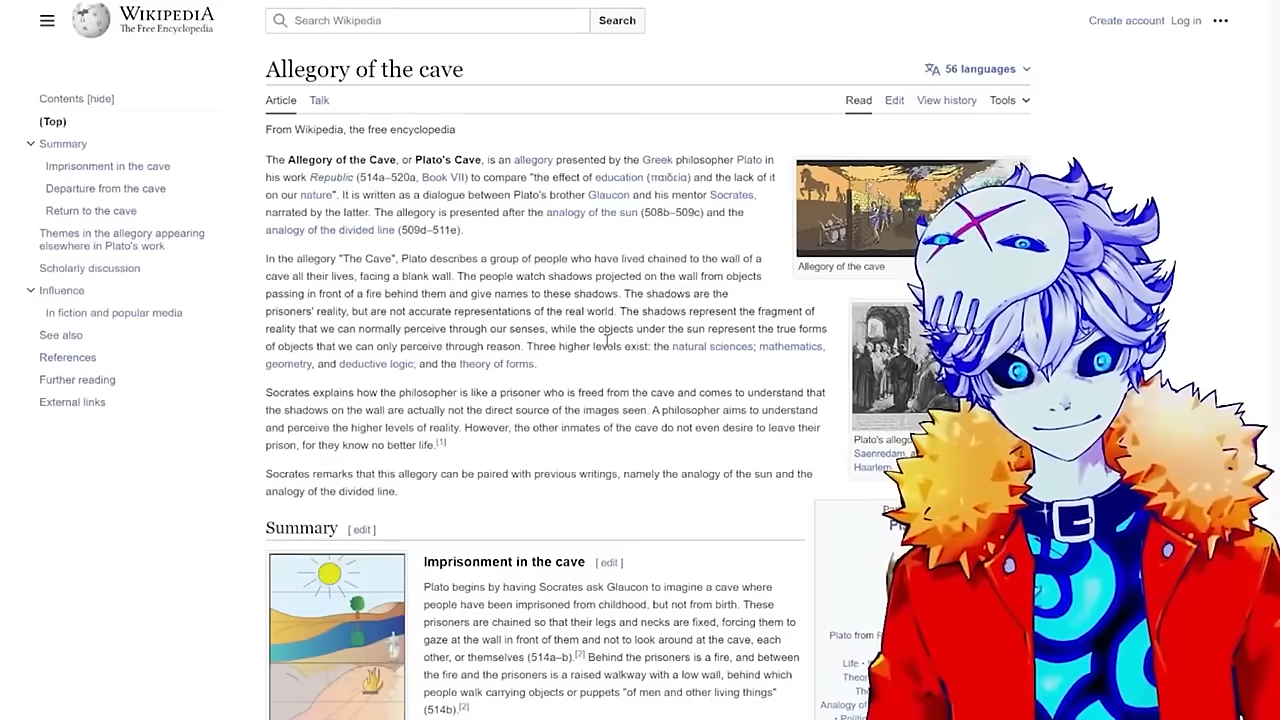 WIKIPEDIA
The Free Encyclopedia
Search Wikipedia
Search
Create account Log in
Contents [hide]
(Top)
Summary
Imprisonment in the cave
Departure from the cave
Return to the cave
Themes in the allegory appearing
elsewhere in Plato's work
Scholarly discussion
Influence
In fiction and popular media
See also
References
Further reading
External links
Allegory of the cave
56 languages
Article Talk
Read Edit View history Tools
From Wikipedia, the free encyclopedia
The Allegory of the Cave, or Plato's Cave, is an allegory presented by the Greek philosopher Plato in
his work Republic (514a–520a, Book VII) to compare "the effect of education (παιδεία) and the lack of it
on our nature". It is written as a dialogue between Plato's brother Glaucon and his mentor Socrates,
narrated by the latter. The allegory is presented after the analogy of the sun (508b–509c) and the
analogy of the divided line (509d–511e).
In the allegory "The Cave", Plato describes a group of people who have lived chained to the wall of a
cave all their lives, facing a blank wall. The people watch shadows projected on the wall from objects
passing in front of a fire behind them and give names to these shadows. The shadows are the
prisoners' reality, but are not accurate representations of the real world. The shadows represent the fragment of
reality that we can normally perceive through our senses, while the objects under the sun represent the true forms
of objects that we can only perceive through reason. Three higher levels exist: the natural sciences; mathematics,
geometry, and deductive logic; and the theory of forms.
Socrates explains how the philosopher is like a prisoner who is freed from the cave and comes to understand that
the shadows on the wall are actually not the direct source of the images seen. A philosopher aims to understand
and perceive the higher levels of reality. However, the other inmates of the cave do not even desire to leave their
prison, for they know no better life.[1]
Socrates remarks that this allegory can be paired with previous writings, namely the analogy of the sun and the
analogy of the divided line.
Allegory of the cave
Plato's
Saenredam,
Haarlem,
Summary [ edit ]
Imprisonment in the cave [ edit ]
Plato begins by having Socrates ask Glaucon to imagine a cave where
people have been imprisoned from childhood, but not from birth. These
prisoners are chained so that their legs and necks are fixed, forcing them to
gaze at the wall in front of them and not to look around at the cave, each
other, or themselves (514a–b).[2] Behind the prisoners is a fire, and between
the fire and the prisoners is a raised walkway with a low wall, behind which
people walk carrying objects or puppets "of men and other living things"
(514b).[2]
Plato from
Life •
Analogy of